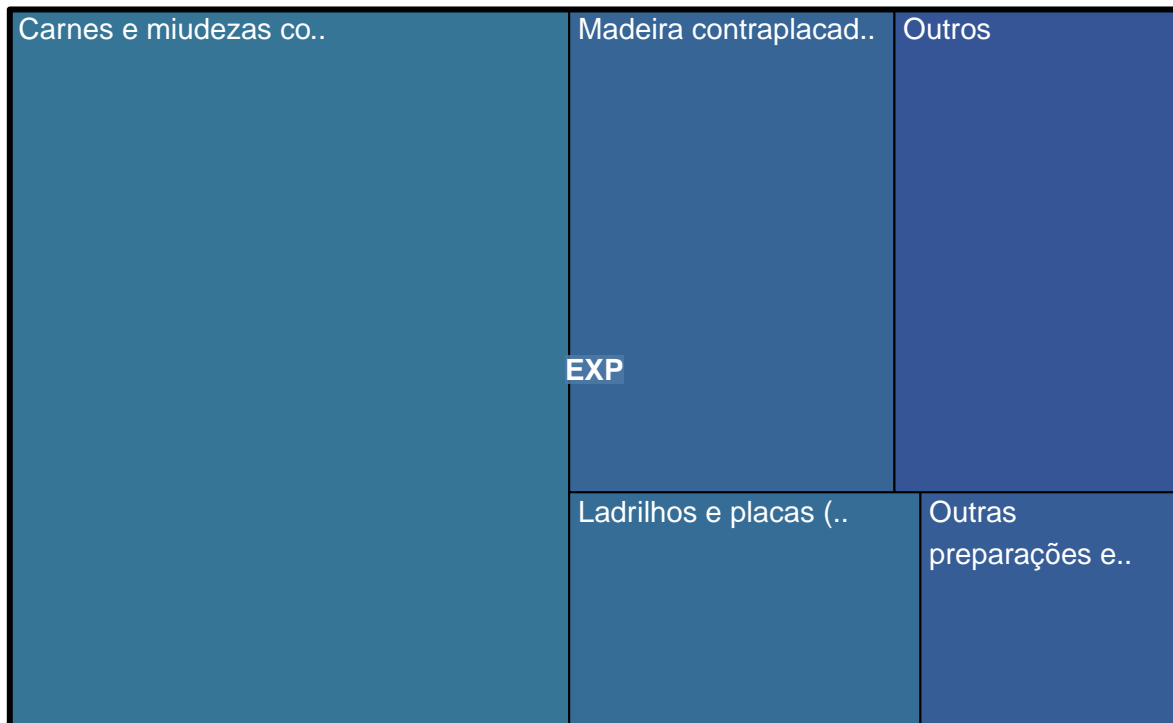 Carnes e miudezas co..
Madeira contraplacad..
Outros
EXP
Ladrilhos e placas (..
Outras
preparações e..